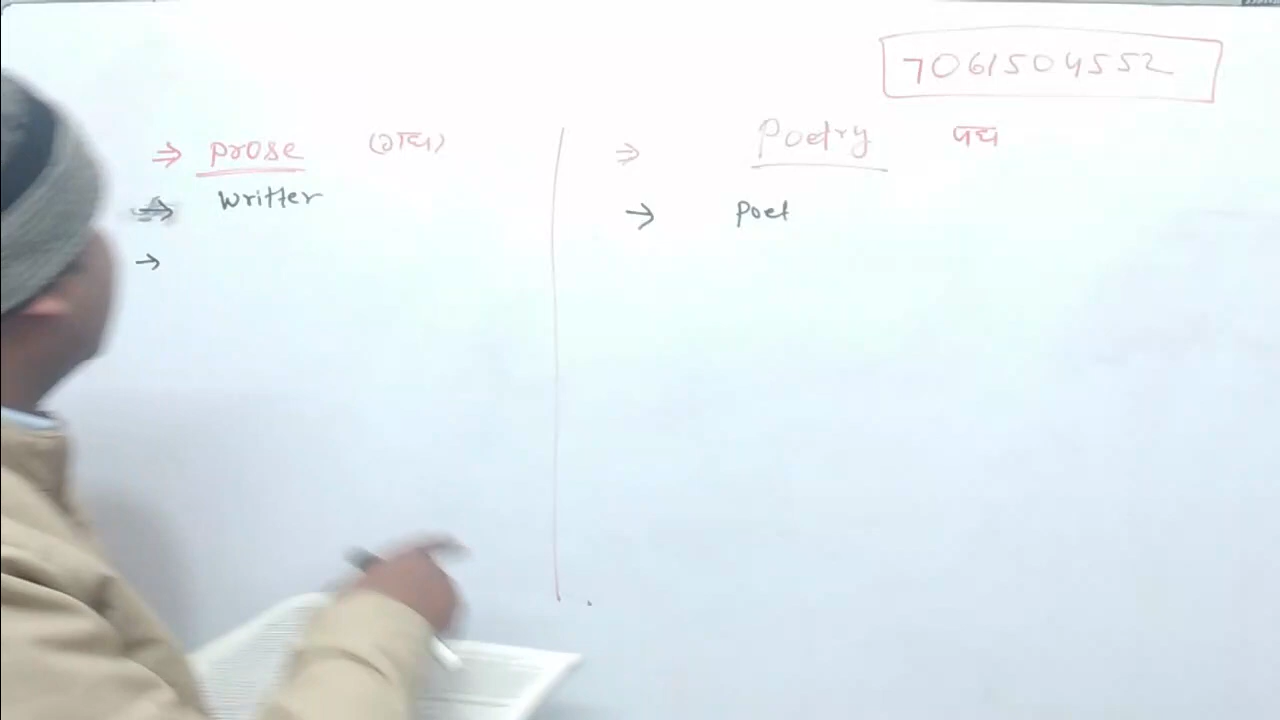 7061504552
⇒ prose (गद्य)
⇒ Poetry पद्य
→ writter
→ poet
→